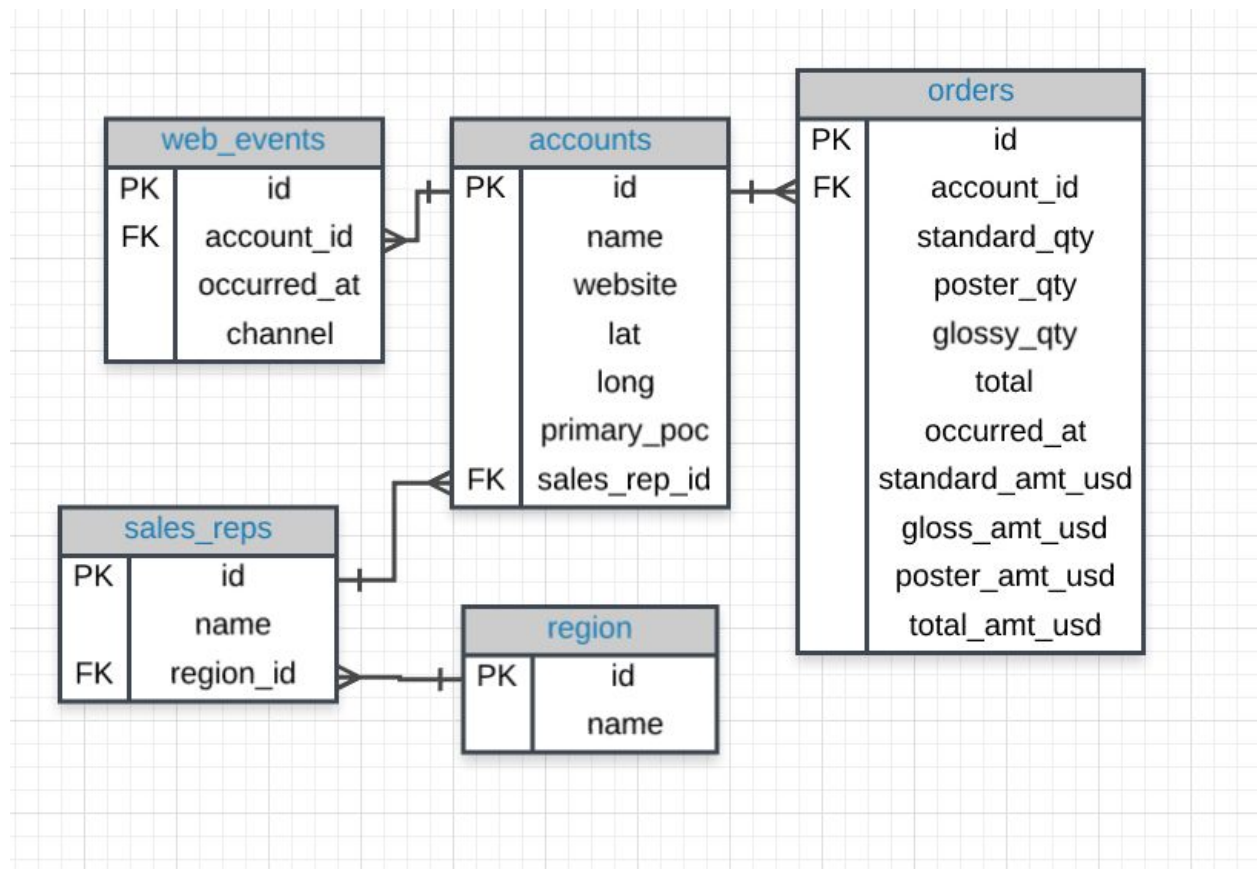 web_events
PK id
FK account_id
occurred_at
channel
accounts
PK id
name
website
lat
long
primary_poc
FK sales_rep_id
orders
PK id
FK account_id
standard_qty
poster_qty
glossy_qty
total
occurred_at
standard_amt_usd
gloss_amt_usd
poster_amt_usd
total_amt_usd
sales_reps
PK id
name
FK region_id
region
PK id
name